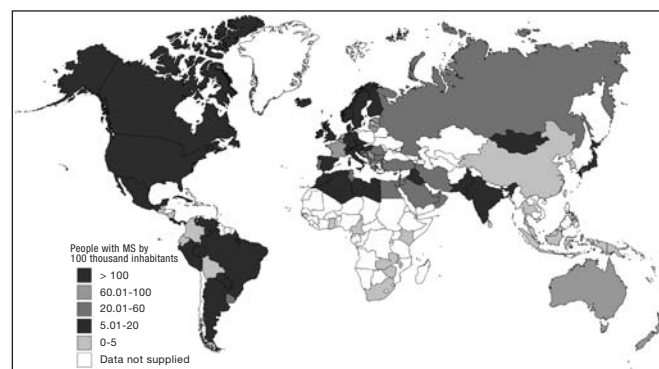 People with MS by
100 thousand inhabitants
> 100
60.01-100
20.01-60
5.01-20
0-5
Data not supplied